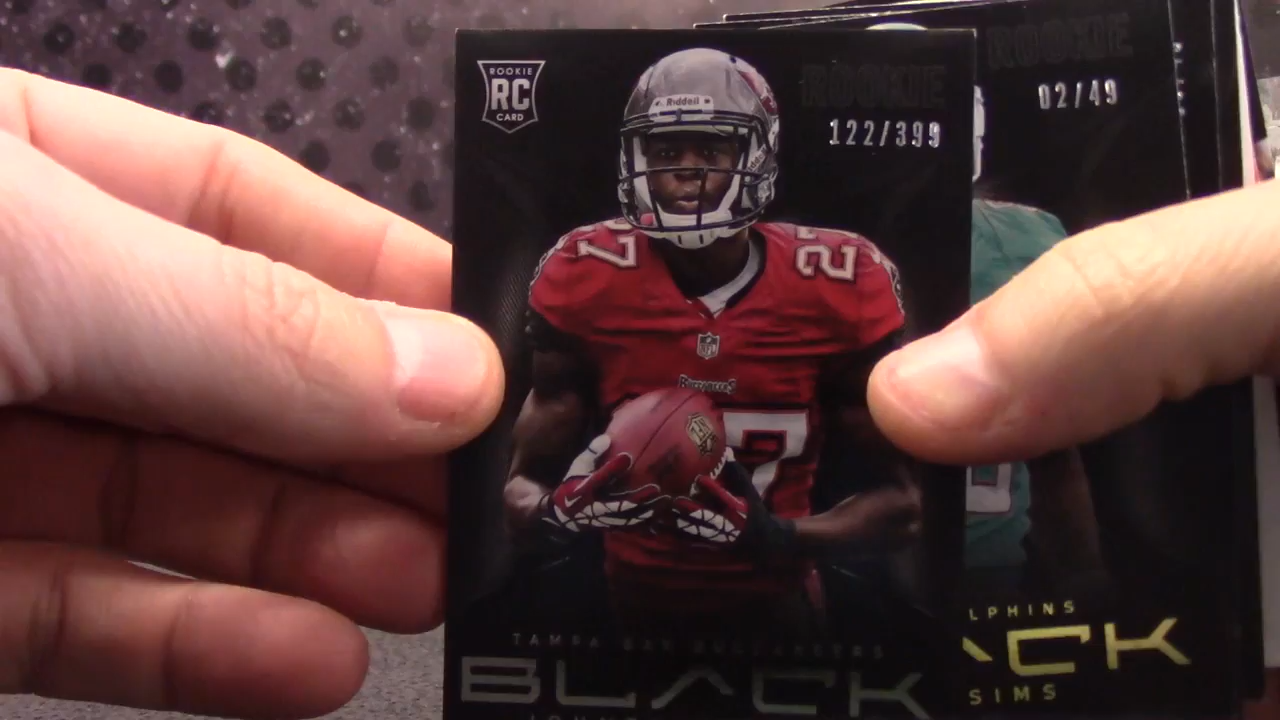 ROOKIE
RC
CARD
ROOKIE
122/399
Riddell
27
27
NFL
BUCCANEERS
27
TAMPA BAY BUCCANEERS
BLACK
ROOKIE
02/49
LPHINS
ACK
SIMS